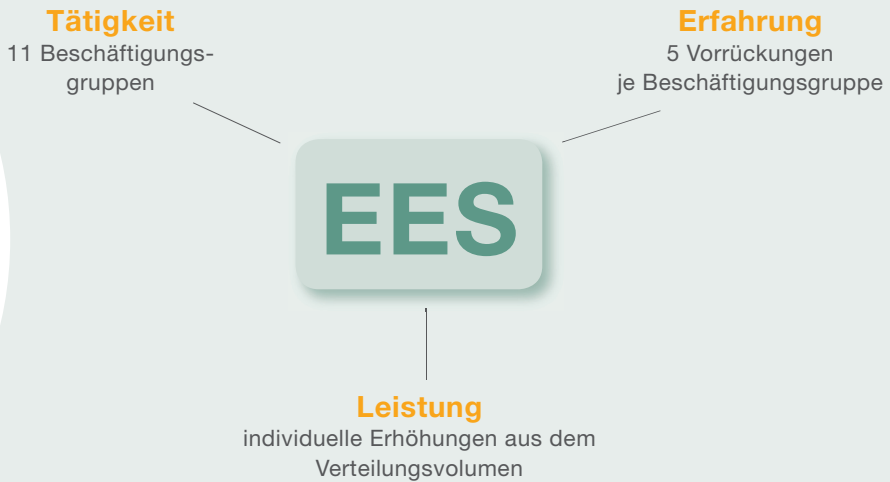 Tätigkeit
11 Beschäftigungs-
gruppen
Erfahrung
5 Vorrückungen
je Beschäftigungsgruppe
EES
Leistung
individuelle Erhöhungen aus dem
Verteilungsvolumen